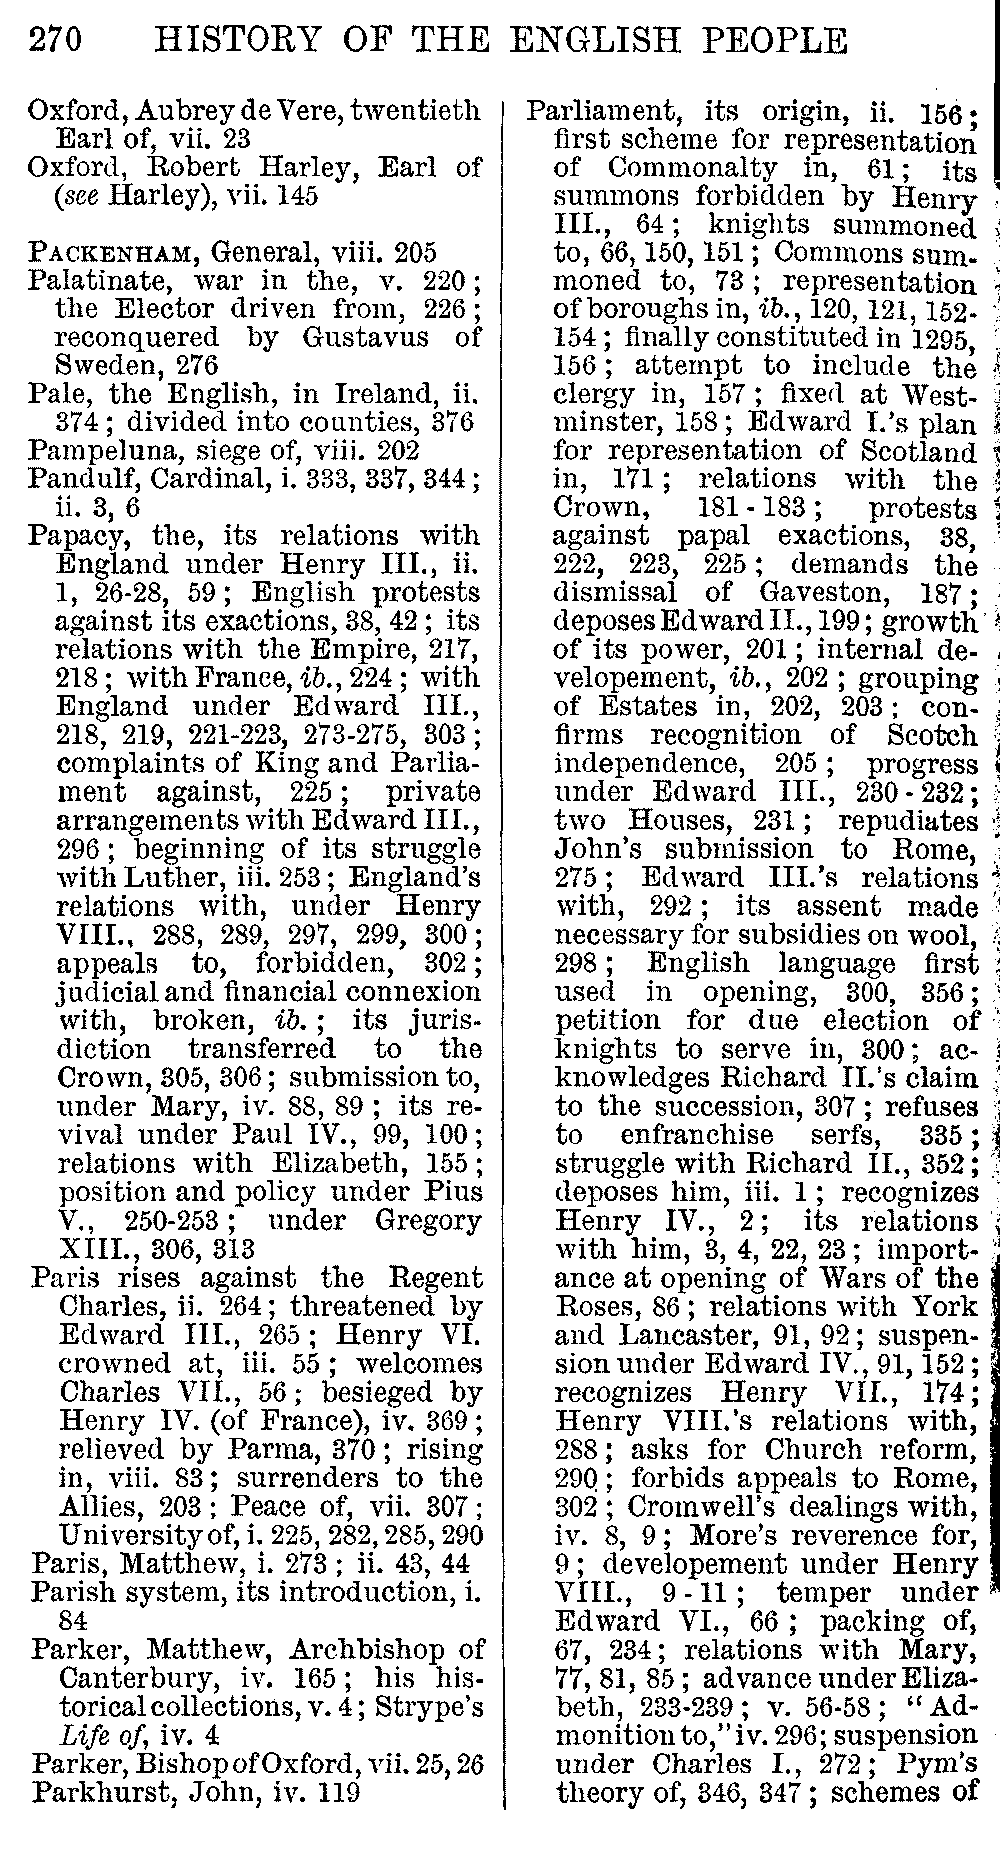 270 HISTORY OF THE ENGLISH PEOPLE
Oxford, Aubrey de Vere, twentieth
Earl of, vii. 23
Oxford, Robert Harley, Earl of
(see Harley), vii. 145
PACKENHAM, General, viii. 205
Palatinate, war in the, v. 220;
the Elector driven from, 226;
reconquered by Gustavus of
Sweden, 276
Pale, the English, in Ireland, ii.
374; divided into counties, 376
Pampeluna, siege of, viii. 202
Pandulf, Cardinal, i. 333, 337, 344;
ii. 3, 6
Papacy, the, its relations with
England under Henry III., ii.
1, 26-28, 59; English protests
against its exactions, 38, 42; its
relations with the Empire, 217,
218; with France, ib., 224; with
England under Edward III.,
218, 219, 221-223, 273-275, 303;
complaints of King and Parlia-
ment against, 225; private
arrangements with Edward III.,
296; beginning of its struggle
with Luther, iii. 253; England's
relations with, under Henry
VIII., 288, 289, 297, 299, 300;
appeals to, forbidden, 302;
judicial and financial connexion
with, broken, ib.; its juris-
diction transferred to the
Crown, 305, 306; submission to,
under Mary, iv. 88, 89; its re-
vival under Paul IV., 99, 100;
relations with Elizabeth, 155;
position and policy under Pius
V., 250-253; under Gregory
XIII., 306, 313
Paris rises against the Regent
Charles, ii. 264; threatened by
Edward III., 265; Henry VI.
crowned at, iii. 55; welcomes
Charles VII., 56; besieged by
Henry IV. (of France), iv. 369;
relieved by Parma, 370; rising
in, viii. 83; surrenders to the
Allies, 203; Peace of, vii. 307;
University of, i. 225, 282, 285, 290
Paris, Matthew, i. 273; ii. 43, 44
Parish system, its introduction, i.
84
Parker, Matthew, Archbishop of
Canterbury, iv. 165; his his-
torical collections, v. 4; Strype's
Life of, iv. 4
Parker, Bishop of Oxford, vii. 25, 26
Parkhurst, John, iv. 119
Parliament, its origin, ii. 156;
first scheme for representation
of Commonalty in, 61; its
summons forbidden by Henry
III., 64; knights summoned
to, 66, 150, 151; Commons sum-
moned to, 73; representation
of boroughs in, ib., 120, 121, 152-
154; finally constituted in 1295,
156; attempt to include the
clergy in, 157; fixed at West-
minster, 158; Edward I.'s plan
for representation of Scotland
in, 171; relations with the
Crown, 181-183; protests
against papal exactions, 38,
222, 223, 225; demands the
dismissal of Gaveston, 187;
deposes Edward II., 199; growth
of its power, 201; internal de-
velopement, ib., 202; grouping
of Estates in, 202, 203; con-
firms recognition of Scotch
independence, 205; progress
under Edward III., 230-232;
two Houses, 231; repudiates
John's submission to Rome,
275; Edward III.'s relations
with, 292; its assent made
necessary for subsidies on wool,
298; English language first
used in opening, 300, 356;
petition for due election of
knights to serve in, 300; ac-
knowledges Richard II.'s claim
to the succession, 307; refuses
to enfranchise serfs, 335;
struggle with Richard II., 352;
deposes him, iii. 1; recognizes
Henry IV., 2; its relations
with him, 3, 4, 22, 23; import-
ance at opening of Wars of the
Roses, 86; relations with York
and Lancaster, 91, 92; suspen-
sion under Edward IV., 91, 152;
recognizes Henry VII., 174;
Henry VIII.'s relations with,
288; asks for Church reform,
290; forbids appeals to Rome,
302; Cromwell's dealings with,
iv. 8, 9; More's reverence for,
9; developement under Henry
VIII., 9-11; temper under
Edward VI., 66; packing of,
67, 234; relations with Mary,
77, 81, 85; advance under Eliza-
beth, 233-239; v. 56-58; "Ad-
monition to," iv. 296; suspension
under Charles I., 272; Pym's
theory of, 346, 347; schemes of